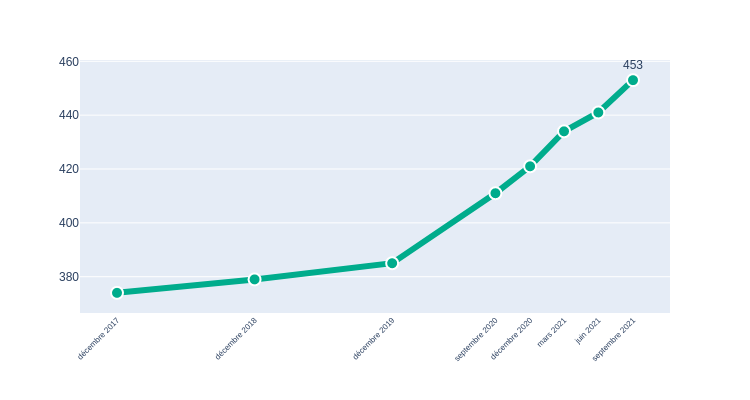 460
453
440
420
400
380
décembre 2017
décembre 2018
décembre 2019
septembre 2020
décembre 2020
mars 2021
juin 2021
septembre 2021